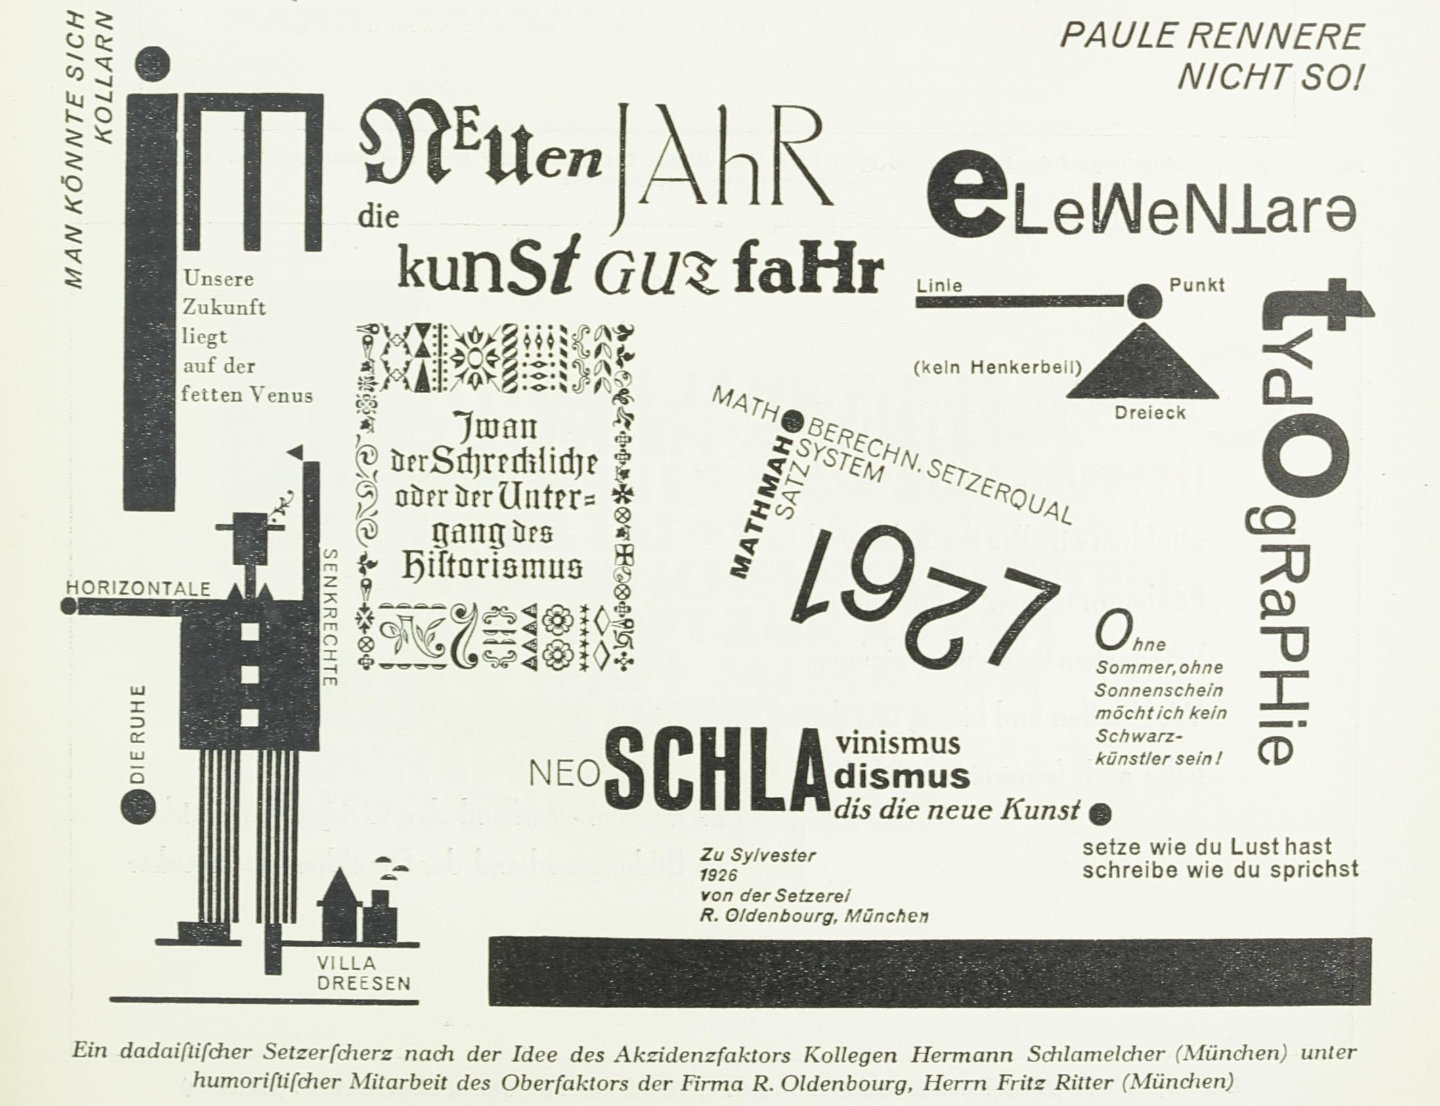 MAN KÖNNTE SICH
KOLLARN
PAULE RENNERE
NICHT SO!
im
NEUen JAhR
die
kunSt GUZ faHr
Unsere
Zukunft
liegt
auf der
fetten Venus
eLeMeNTare
tYpOgRaPHie
Linie
Punkt
(kein Henkerbeil)
Dreieck
Jwan
der Schreckliche
oder der Unter=
gang des
Hiſtorismus
MATH BERECHN. SETZERQUAL
SYSTEM
SATZ
MATHMAH
1927
HORIZONTALE
SENKRECHTE
DIE RUHE
VILLA
DREESEN
Ohne
Sommer, ohne
Sonnenschein
möcht ich kein
Schwarz-
künstler sein!
NEO SCHLA vinismus
dismus
dis die neue Kunst
setze wie du Lust hast
schreibe wie du sprichst
Zu Sylvester
1926
von der Setzerei
R. Oldenbourg, München
Ein dadaiſtiſcher Setzerſcherz nach der Idee des Akzidenzfaktors Kollegen Hermann Schlamelcher (München) unter
humoriſtiſcher Mitarbeit des Oberfaktors der Firma R. Oldenbourg, Herrn Fritz Ritter (München)